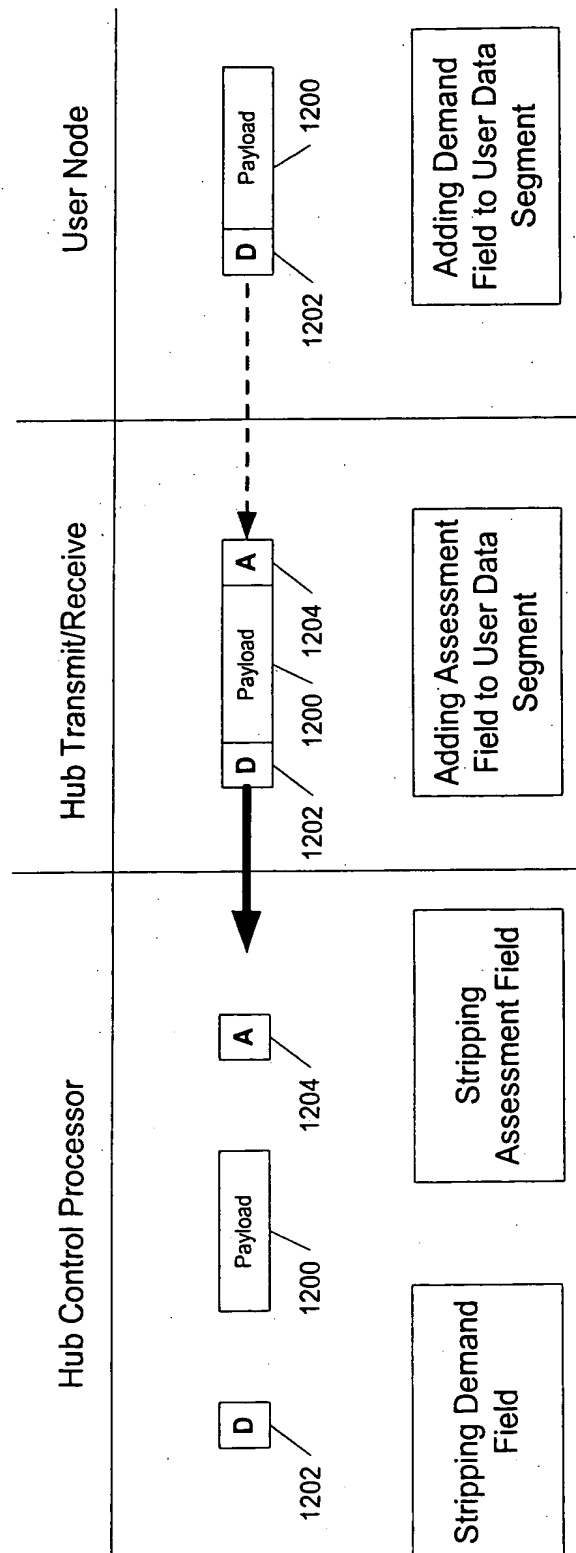 Hub Control Processor
Hub Transmit/Receive
User Node
D
1202
Payload
1200
A
1204
D
1202
Payload
1200
A
1204
D
1202
Payload
1200
Stripping Demand
Field
Stripping
Assessment Field
Adding Assessment
Field to User Data
Segment
Adding Demand
Field to User Data
Segment